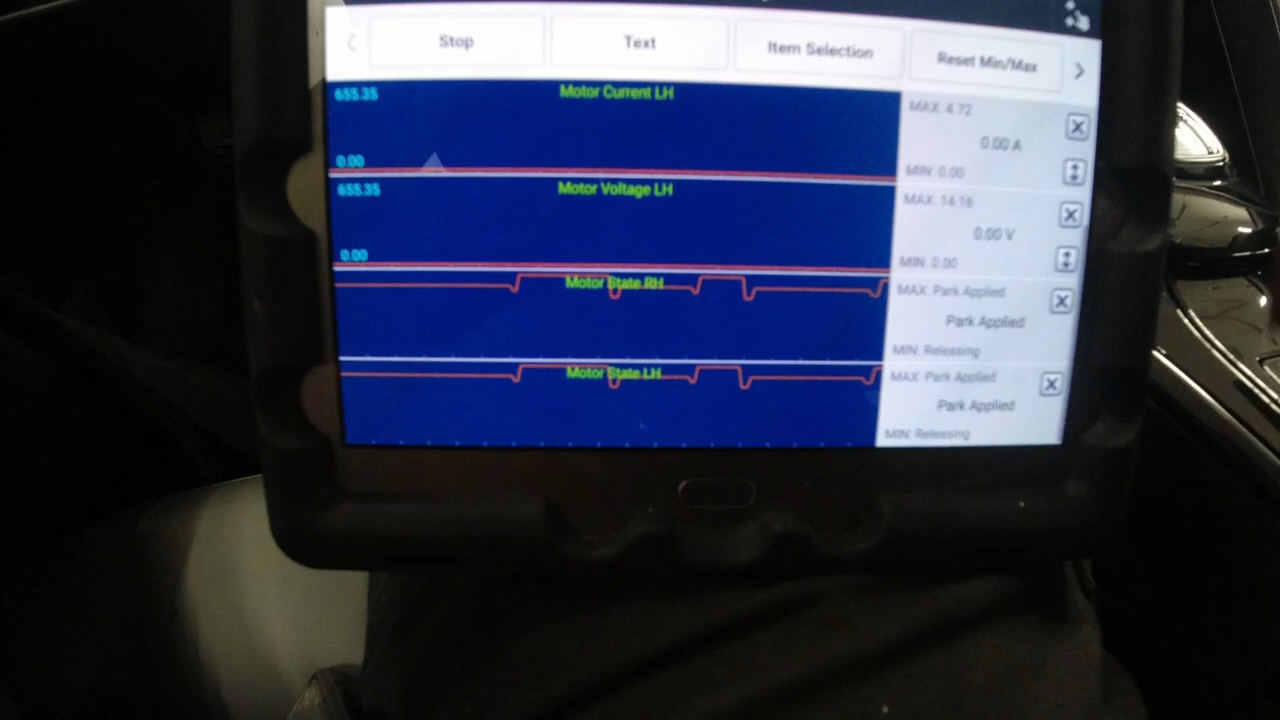 Stop
Text
Item Selection
Reset Min/Max
655.35
Motor Current LH
0.00
MAX: 4.72
0.00 A
MIN: 0.00
655.35
Motor Voltage LH
0.00
MAX: 14.16
0.00 V
MIN: 0.00
Motor State RH
MAX: Park Applied
Park Applied
MIN: Releasing
Motor State LH
MAX: Park Applied
Park Applied
MIN: Releasing